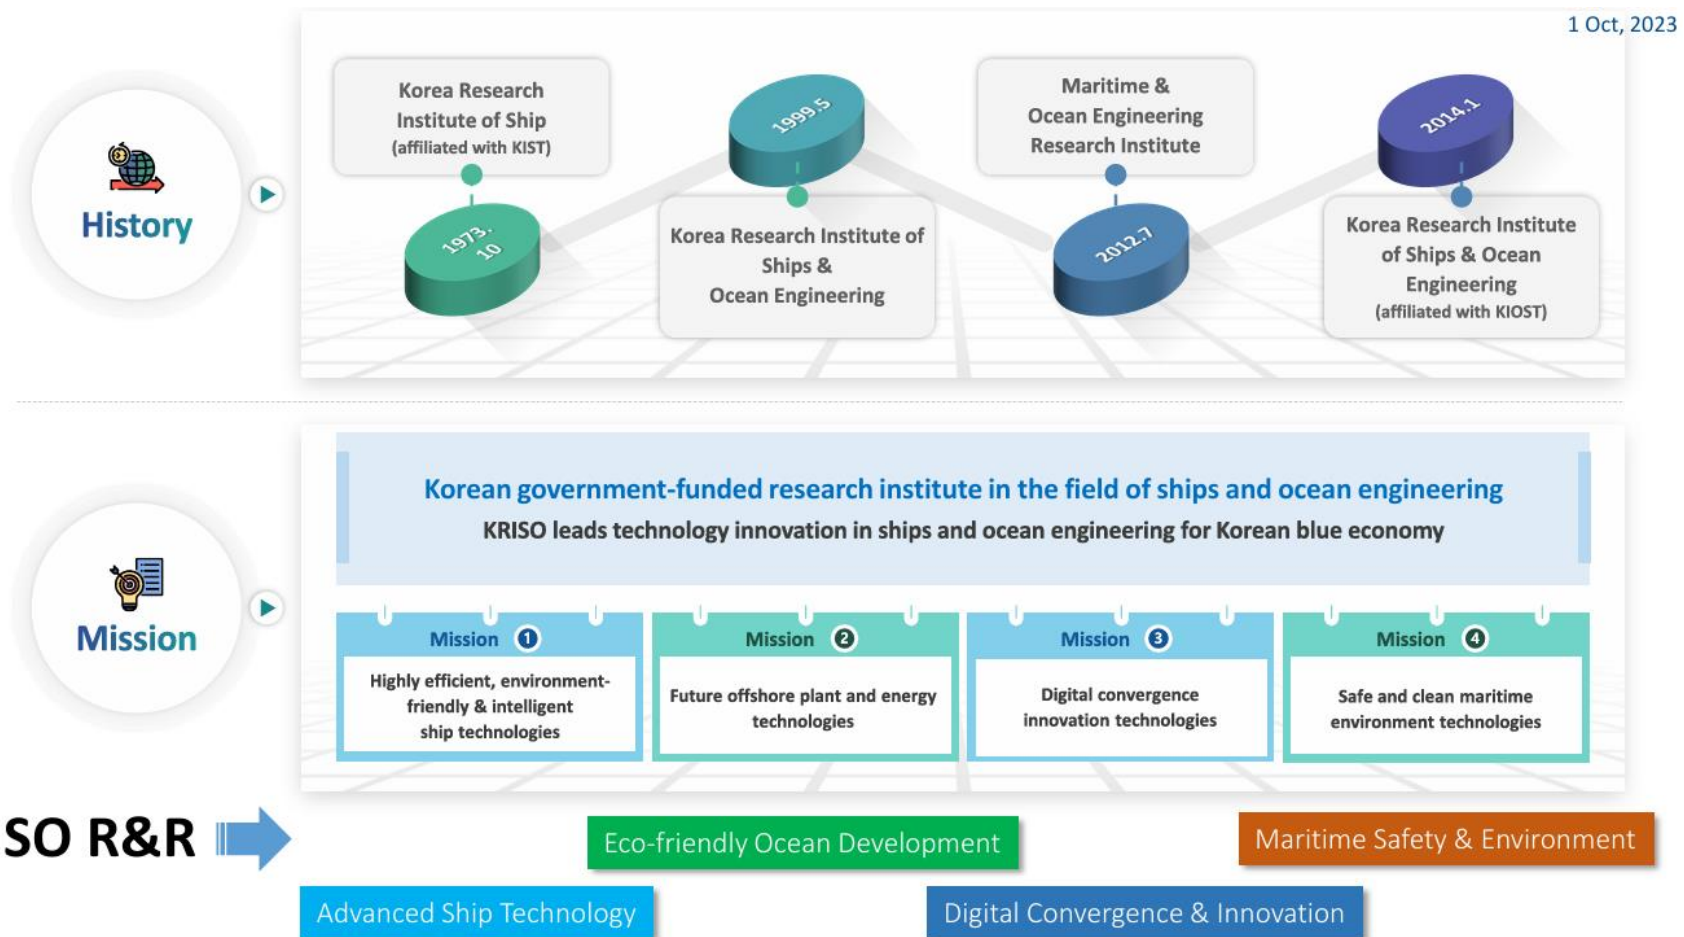 1 Oct, 2023
History
Korea Research
Institute of Ship
(affiliated with KIST)
1973.
10
1999.5
Korea Research Institute of
Ships &
Ocean Engineering
Maritime &
Ocean Engineering
Research Institute
2012.7
2014.1
Korea Research Institute
of Ships & Ocean
Engineering
(affiliated with KIOST)
Mission
Korean government-funded research institute in the field of ships and ocean engineering
KRISO leads technology innovation in ships and ocean engineering for Korean blue economy
Mission 1
Highly efficient, environment-
friendly & intelligent
ship technologies
Mission 2
Future offshore plant and energy
technologies
Mission 3
Digital convergence
innovation technologies
Mission 4
Safe and clean maritime
environment technologies
SO R&R
Advanced Ship Technology
Eco-friendly Ocean Development
Digital Convergence & Innovation
Maritime Safety & Environment